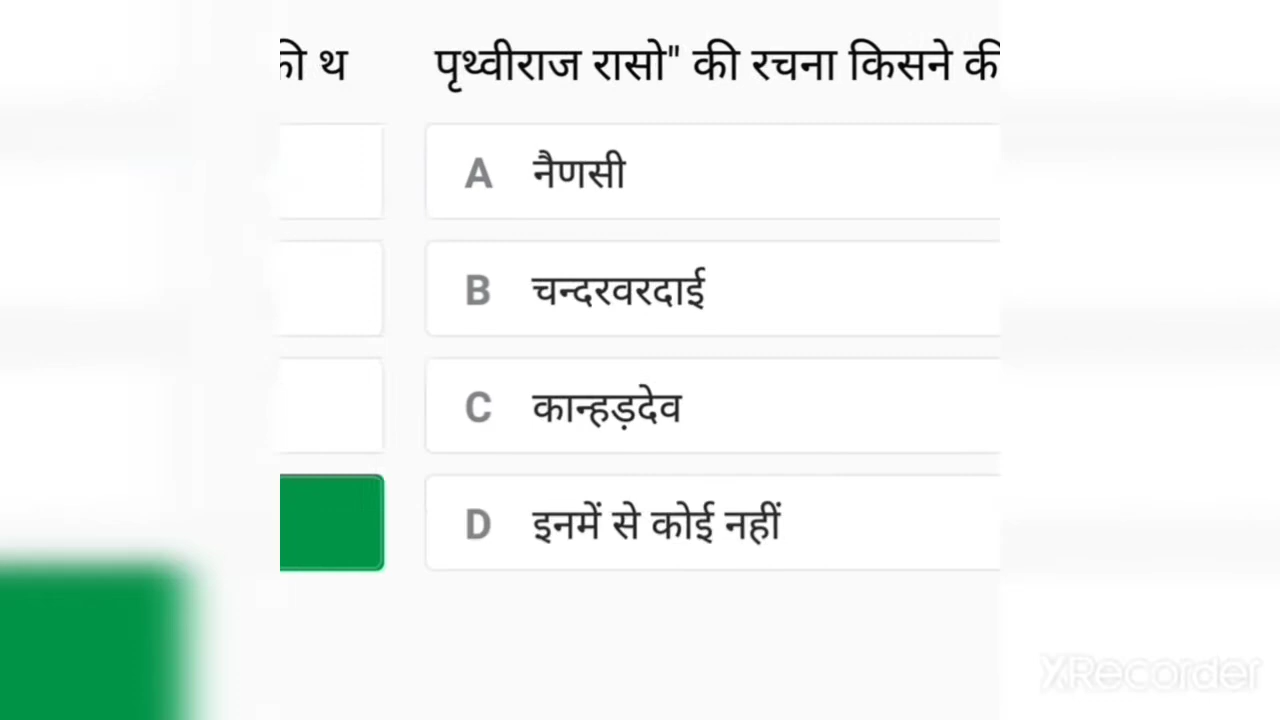 की थ
पृथ्वीराज रासो" की रचना किसने की
A नैणसी
B चन्दरवरदाई
C कान्हड़देव
D इनमें से कोई नहीं
XRecorder